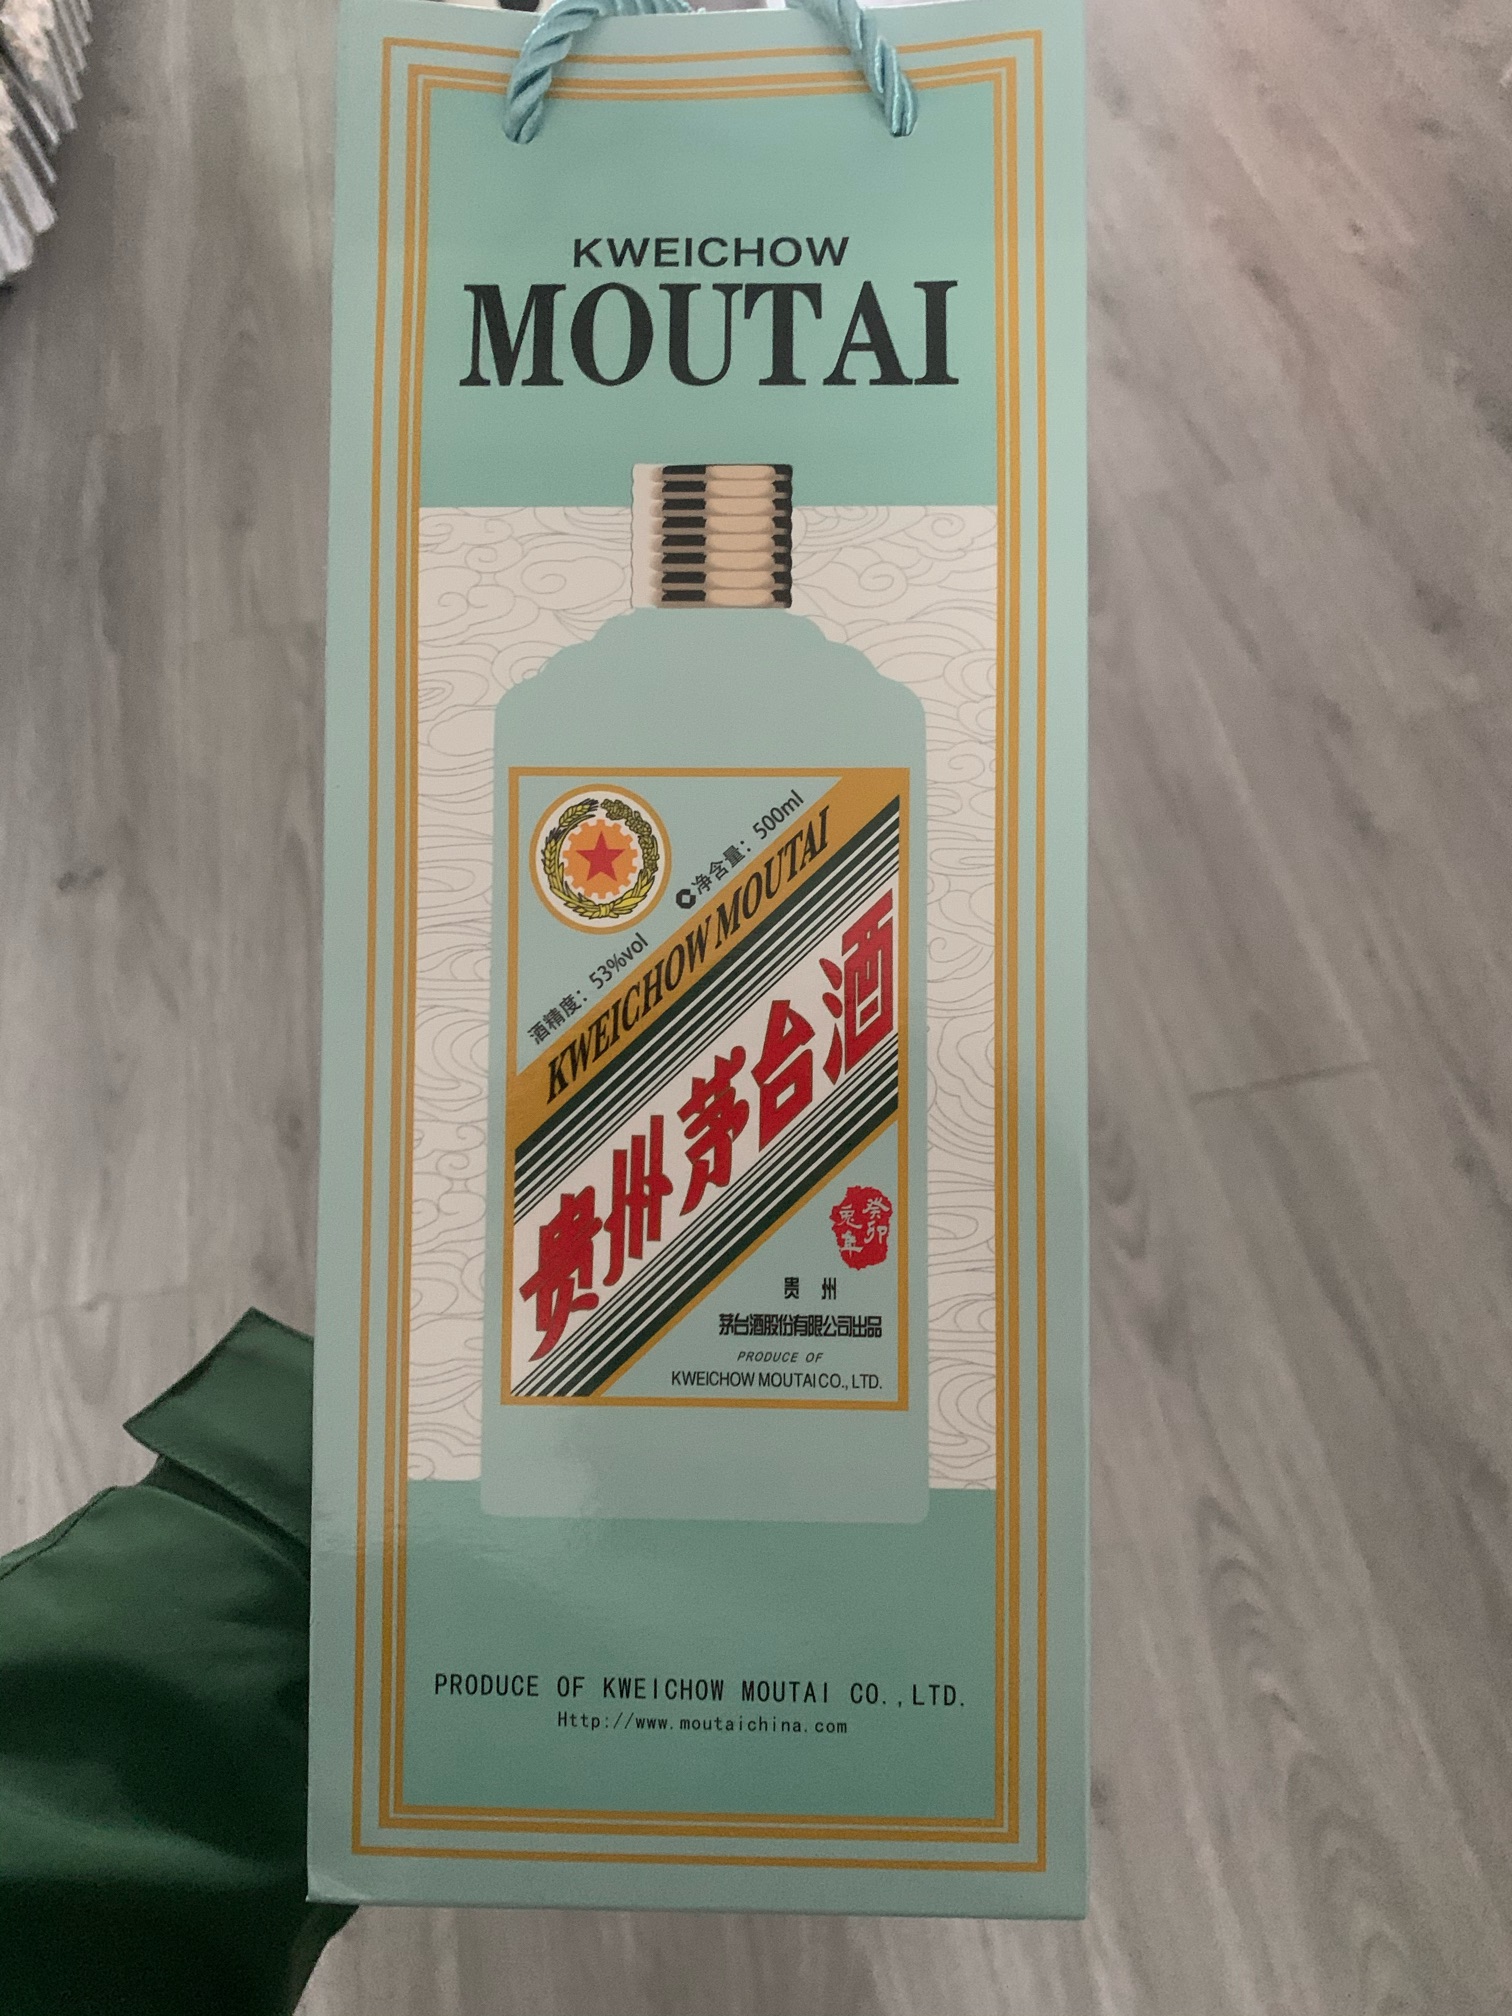 KWEICHOW
MOUTAI
酒精度：53%vol
净含量：500ml
KWEICHOW MOUTAI
贵州茅台酒
癸卯
兔年
贵 州
茅台酒股份有限公司出品
PRODUCE OF
KWEICHOW MOUTAI CO., LTD.
PRODUCE OF KWEICHOW MOUTAI CO.,LTD.
Http://www.moutaichina.com